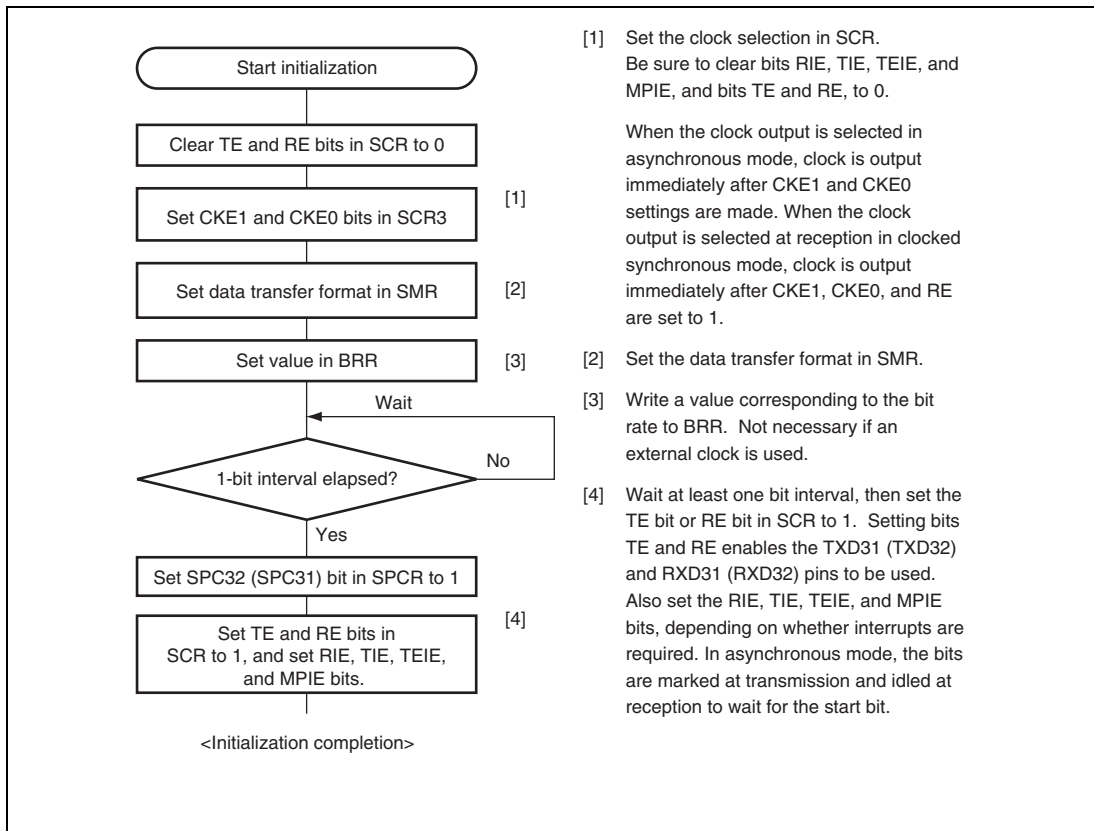 Start initialization
Clear TE and RE bits in SCR to 0
Set CKE1 and CKE0 bits in SCR3
[1]
Set data transfer format in SMR
[2]
Set value in BRR
[3]
Wait
1-bit interval elapsed?
No
Yes
Set SPC32 (SPC31) bit in SPCR to 1
Set TE and RE bits in
SCR to 1, and set RIE, TIE, TEIE,
and MPIE bits.
[4]
<Initialization completion>
[1] Set the clock selection in SCR.
Be sure to clear bits RIE, TIE, TEIE, and
MPIE, and bits TE and RE, to 0.
When the clock output is selected in
asynchronous mode, clock is output
immediately after CKE1 and CKE0
settings are made. When the clock
output is selected at reception in clocked
synchronous mode, clock is output
immediately after CKE1, CKE0, and RE
are set to 1.
[2] Set the data transfer format in SMR.
[3] Write a value corresponding to the bit
rate to BRR. Not necessary if an
external clock is used.
[4] Wait at least one bit interval, then set the
TE bit or RE bit in SCR to 1. Setting bits
TE and RE enables the TXD31 (TXD32)
and RXD31 (RXD32) pins to be used.
Also set the RIE, TIE, TEIE, and MPIE
bits, depending on whether interrupts are
required. In asynchronous mode, the bits
are marked at transmission and idled at
reception to wait for the start bit.